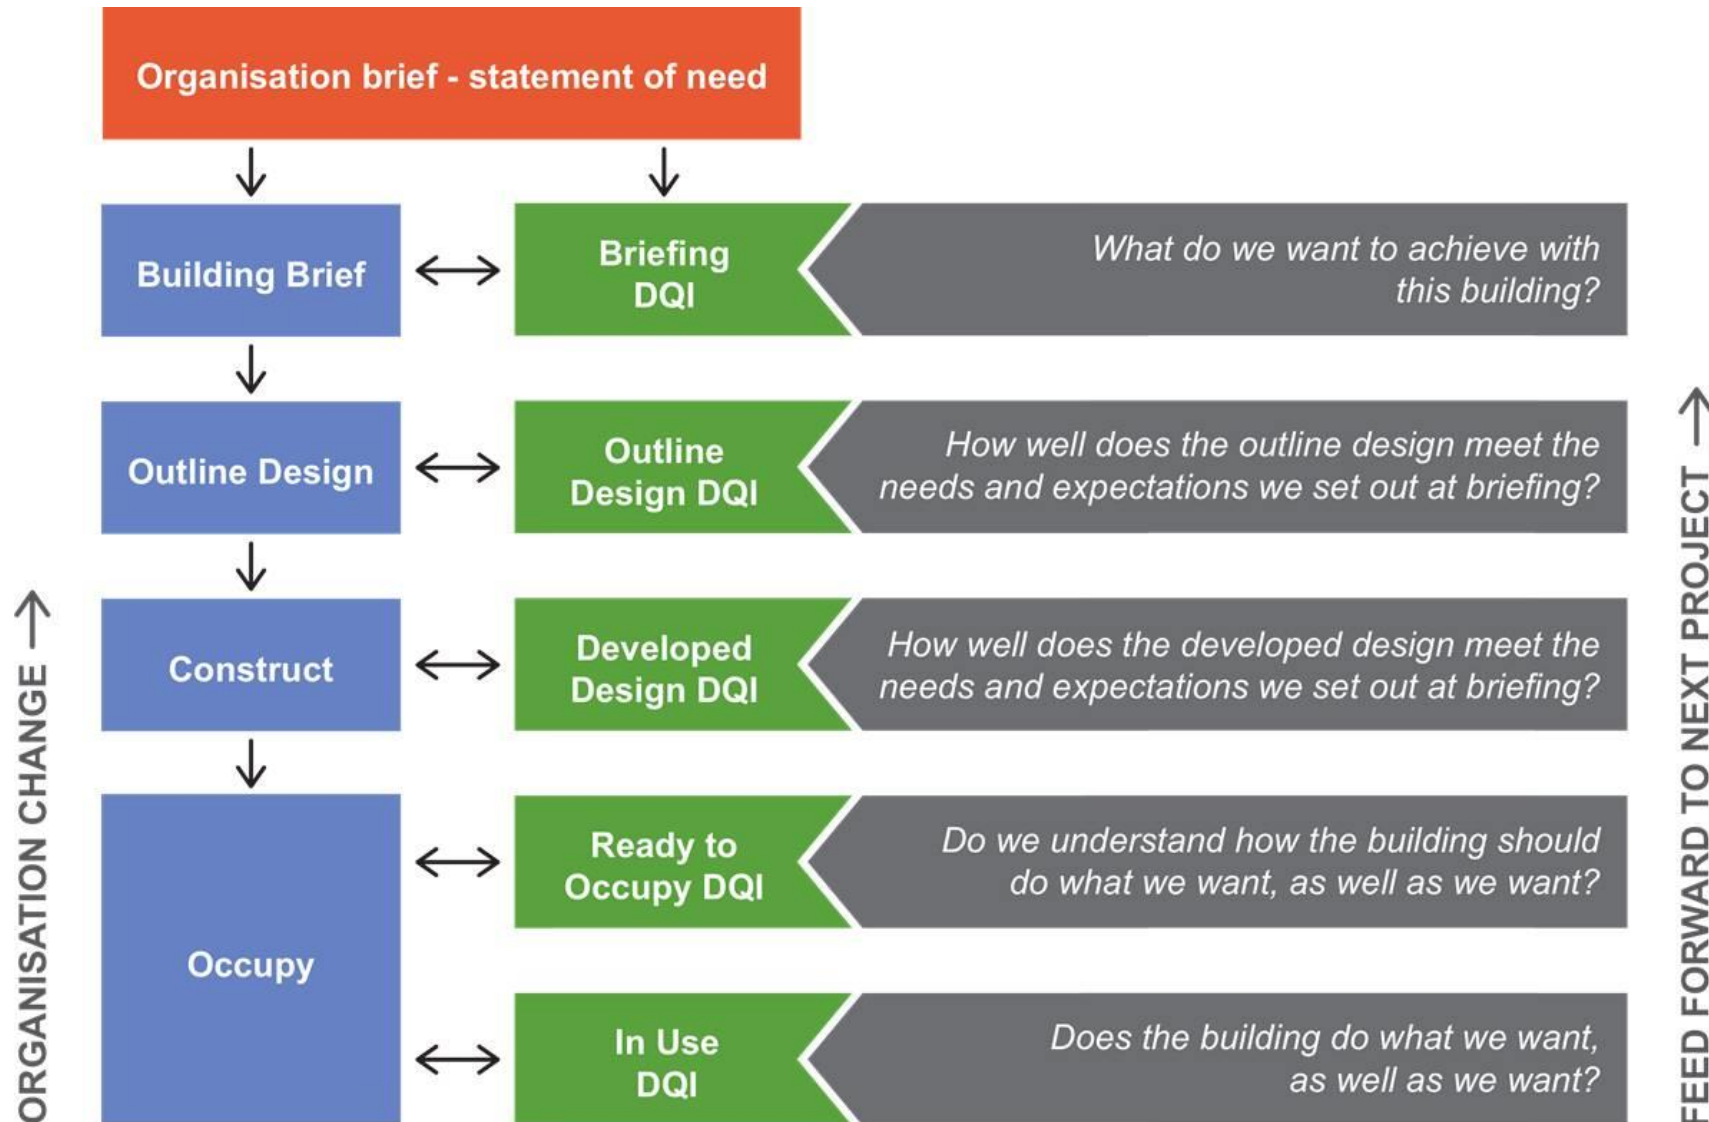 Organisation brief - statement of need
Building Brief
Briefing
DQI
What do we want to achieve with
this building?
Outline Design
Outline
Design DQI
How well does the outline design meet the
needs and expectations we set out at briefing?
Construct
Developed
Design DQI
How well does the developed design meet the
needs and expectations we set out at briefing?
Occupy
Ready to
Occupy DQI
Do we understand how the building should
do what we want, as well as we want?
In Use
DQI
Does the building do what we want,
as well as we want?
ORGANISATION CHANGE
FEED FORWARD TO NEXT PROJECT